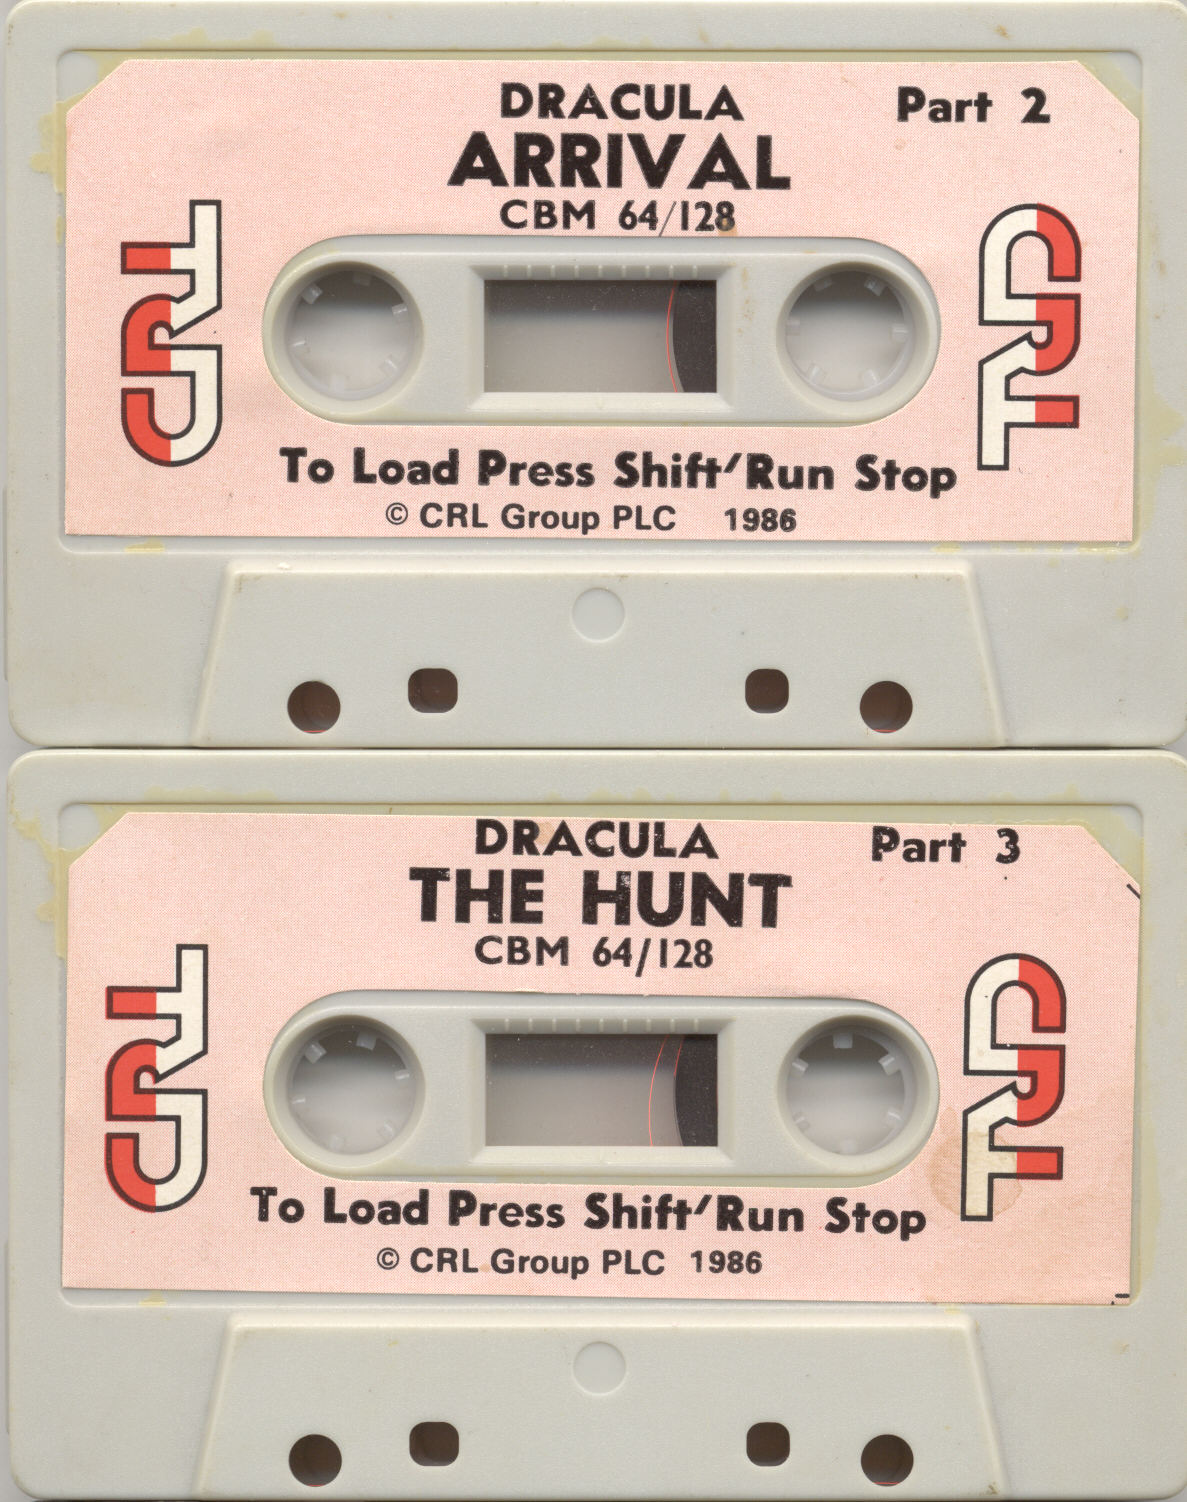 DRACULA
Part 2
ARRIVAL
CBM 64/128
CRL
CRL
To Load Press Shift/Run Stop
© CRL Group PLC 1986
DRACULA
Part 3
THE HUNT
CBM 64/128
CRL
CRL
To Load Press Shift/Run Stop
© CRL Group PLC 1986